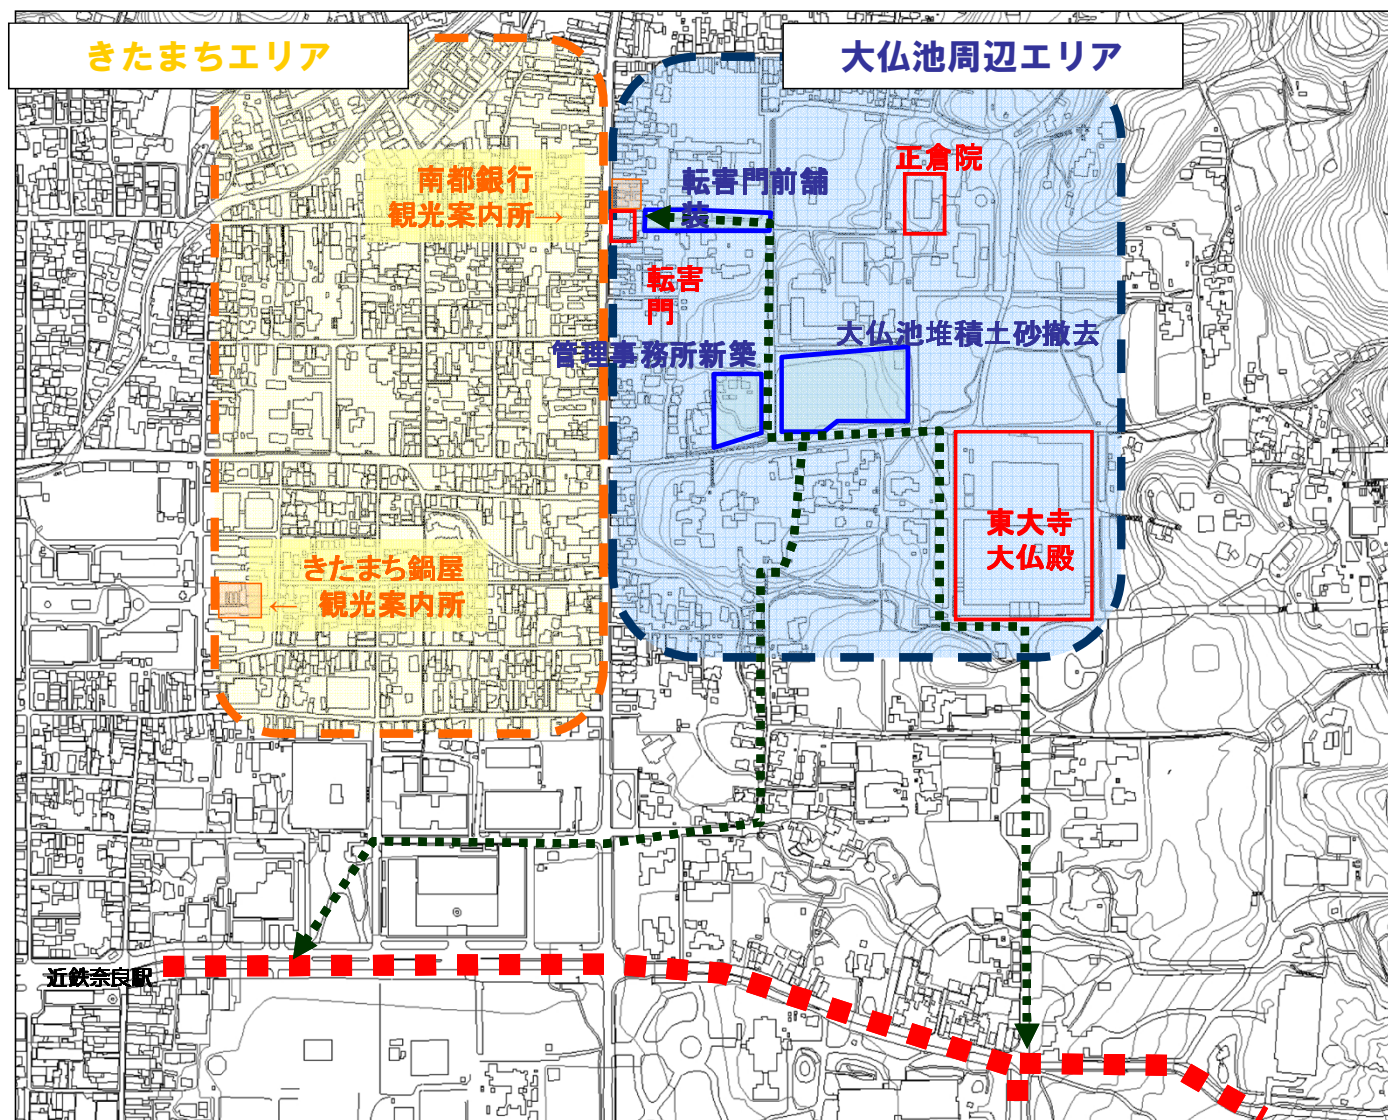 きたまちエリア
大仏池周辺エリア
南都銀行
観光案内所→
転害門前舗
装
正倉院
転害
門
管理事務所新築
大仏池堆積土砂撤去
東大寺
大仏殿
きたまち鍋屋
← 観光案内所
近鉄奈良駅